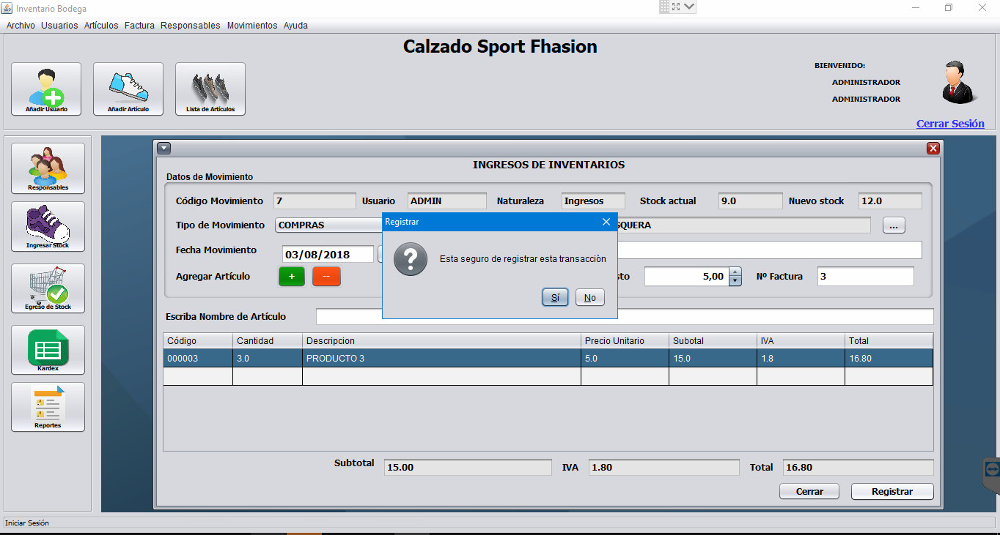 Inventario Bodega
Archivo Usuarios Artículos Factura Responsables Movimientos Ayuda
Calzado Sport Fhasion
BIENVENIDO:
ADMINISTRADOR
ADMINISTRADOR
Cerrar Sesión
Añadir Usuario
Añadir Artículo
Lista de Artículos
Responsables
Ingresar Stock
Egreso de Stock
Kardex
Reportes
INGRESOS DE INVENTARIOS
Datos de Movimiento
Código Movimiento 7 Usuario ADMIN Naturaleza Ingresos Stock actual 9.0 Nuevo stock 12.0
Tipo de Movimiento COMPRAS SQUERA ...
Fecha Movimiento 03/08/2018
Agregar Artículo + -- sto 5,00 Nº Factura 3
Registrar
Esta seguro de registrar esta transacciòn
Sí No
Escriba Nombre de Artículo
Código Cantidad Descripcion Precio Unitario Subotal IVA Total
000003 3.0 PRODUCTO 3 5.0 15.0 1.8 16.80
Subtotal 15.00 IVA 1.80 Total 16.80
Cerrar Registrar
Iniciar Sesión